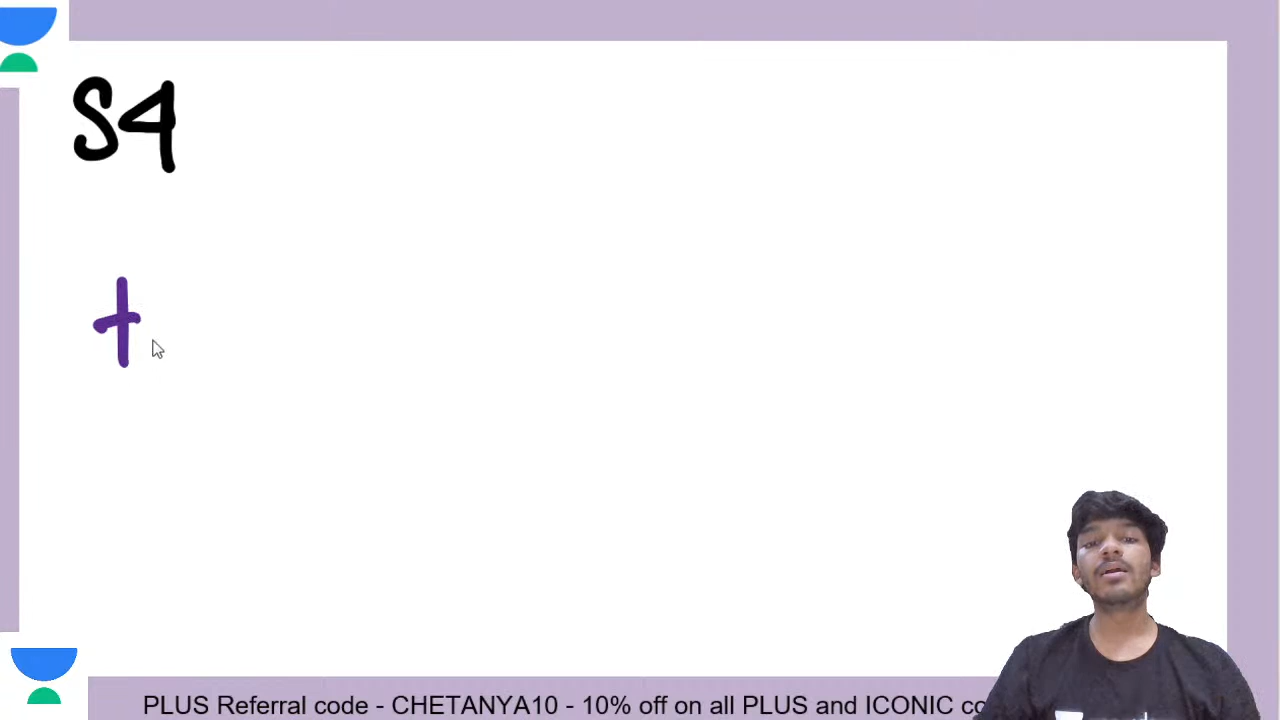 S4
+
PLUS Referral code - CHETANYA10 - 10% off on all PLUS and ICONIC co